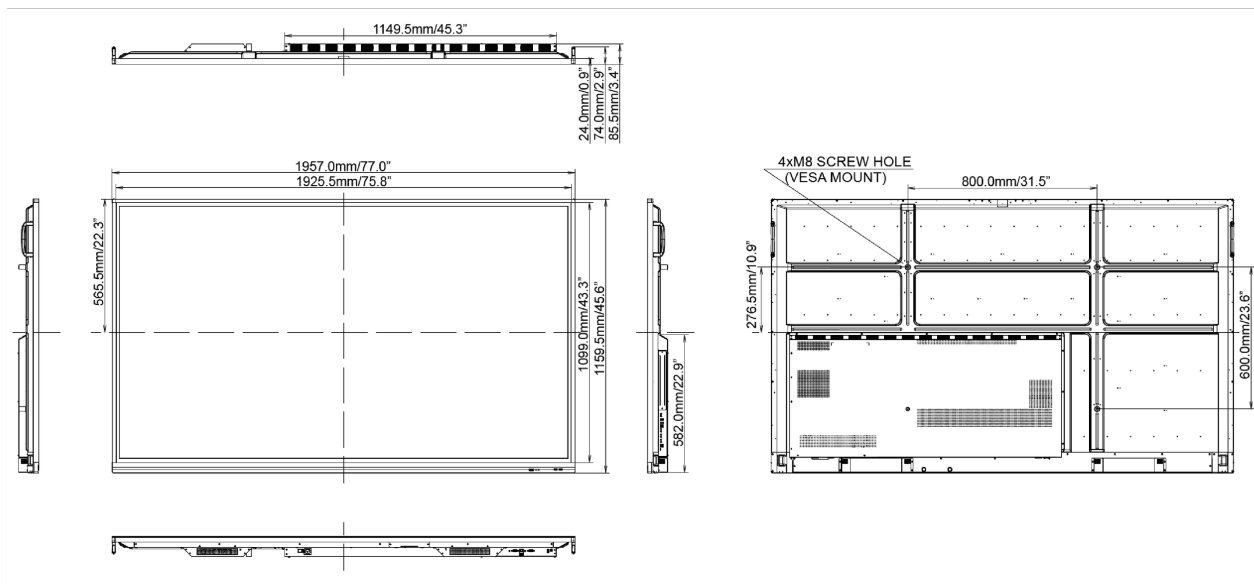 1149.5mm/45.3”
24.0mm/0.9”
74.0mm/2.9”
85.5mm/3.4”
1957.0mm/77.0”
1925.5mm/75.8”
565.5mm/22.3”
1099.0mm/43.3”
1159.5mm/45.6”
582.0mm/22.9”
4xM8 SCREW HOLE
(VESA MOUNT)
800.0mm/31.5”
276.5mm/10.9”
600.0mm/23.6”